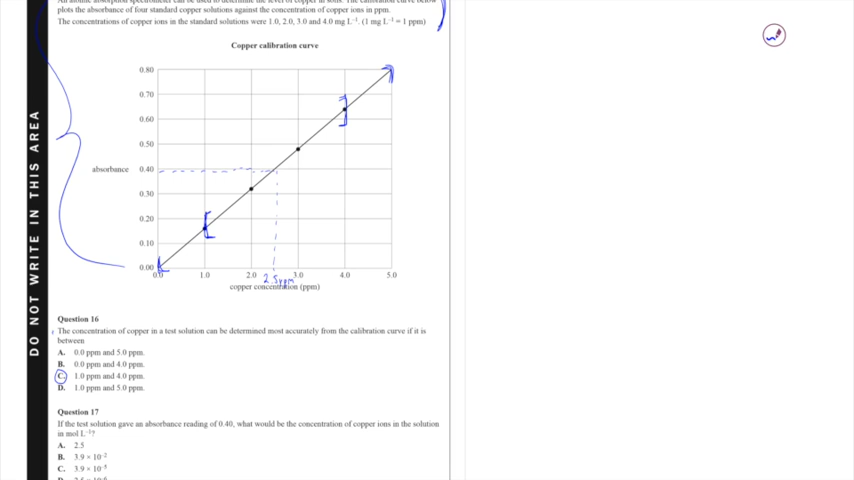 plots the absorbance of four standard copper solutions against the concentration of copper ions in ppm.
The concentrations of copper ions in the standard solutions were 1.0, 2.0, 3.0 and 4.0 mg L⁻¹. (1 mg L⁻¹ = 1 ppm)
Copper calibration curve
0.80
0.70
0.60
0.50
absorbance 0.40
0.30
0.20
0.10
0.00
0.0 1.0 2.0 3.0 4.0 5.0
2.5ppm
copper concentration (ppm)
DO NOT WRITE IN THIS AREA
Question 16
The concentration of copper in a test solution can be determined most accurately from the calibration curve if it is
between
A. 0.0 ppm and 5.0 ppm.
B. 0.0 ppm and 4.0 ppm.
C. 1.0 ppm and 4.0 ppm.
D. 1.0 ppm and 5.0 ppm.
Question 17
If the test solution gave an absorbance reading of 0.40, what would be the concentration of copper ions in the solution
in mol L⁻¹?
A. 2.5
B. 3.9 × 10⁻²
C. 3.9 × 10⁻⁵